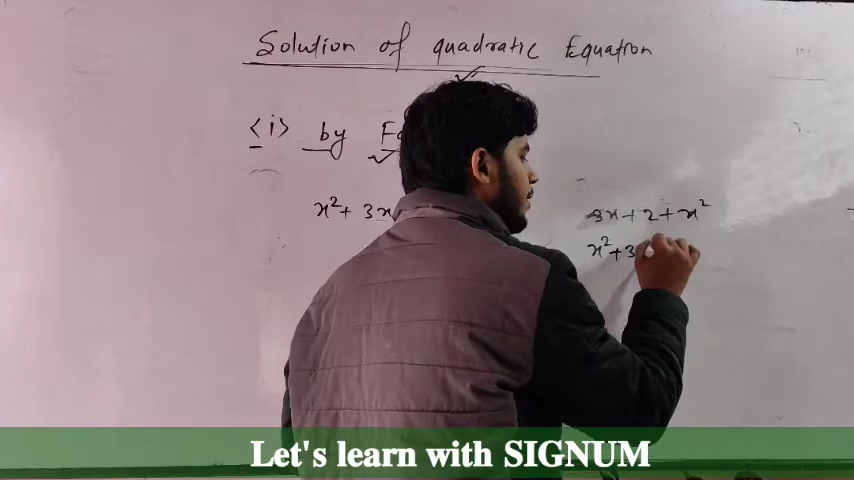 Solution of quadratic Equation
<i> by
x²+ 3x
3x+2+x²
x²+3
Let's learn with SIGNUM